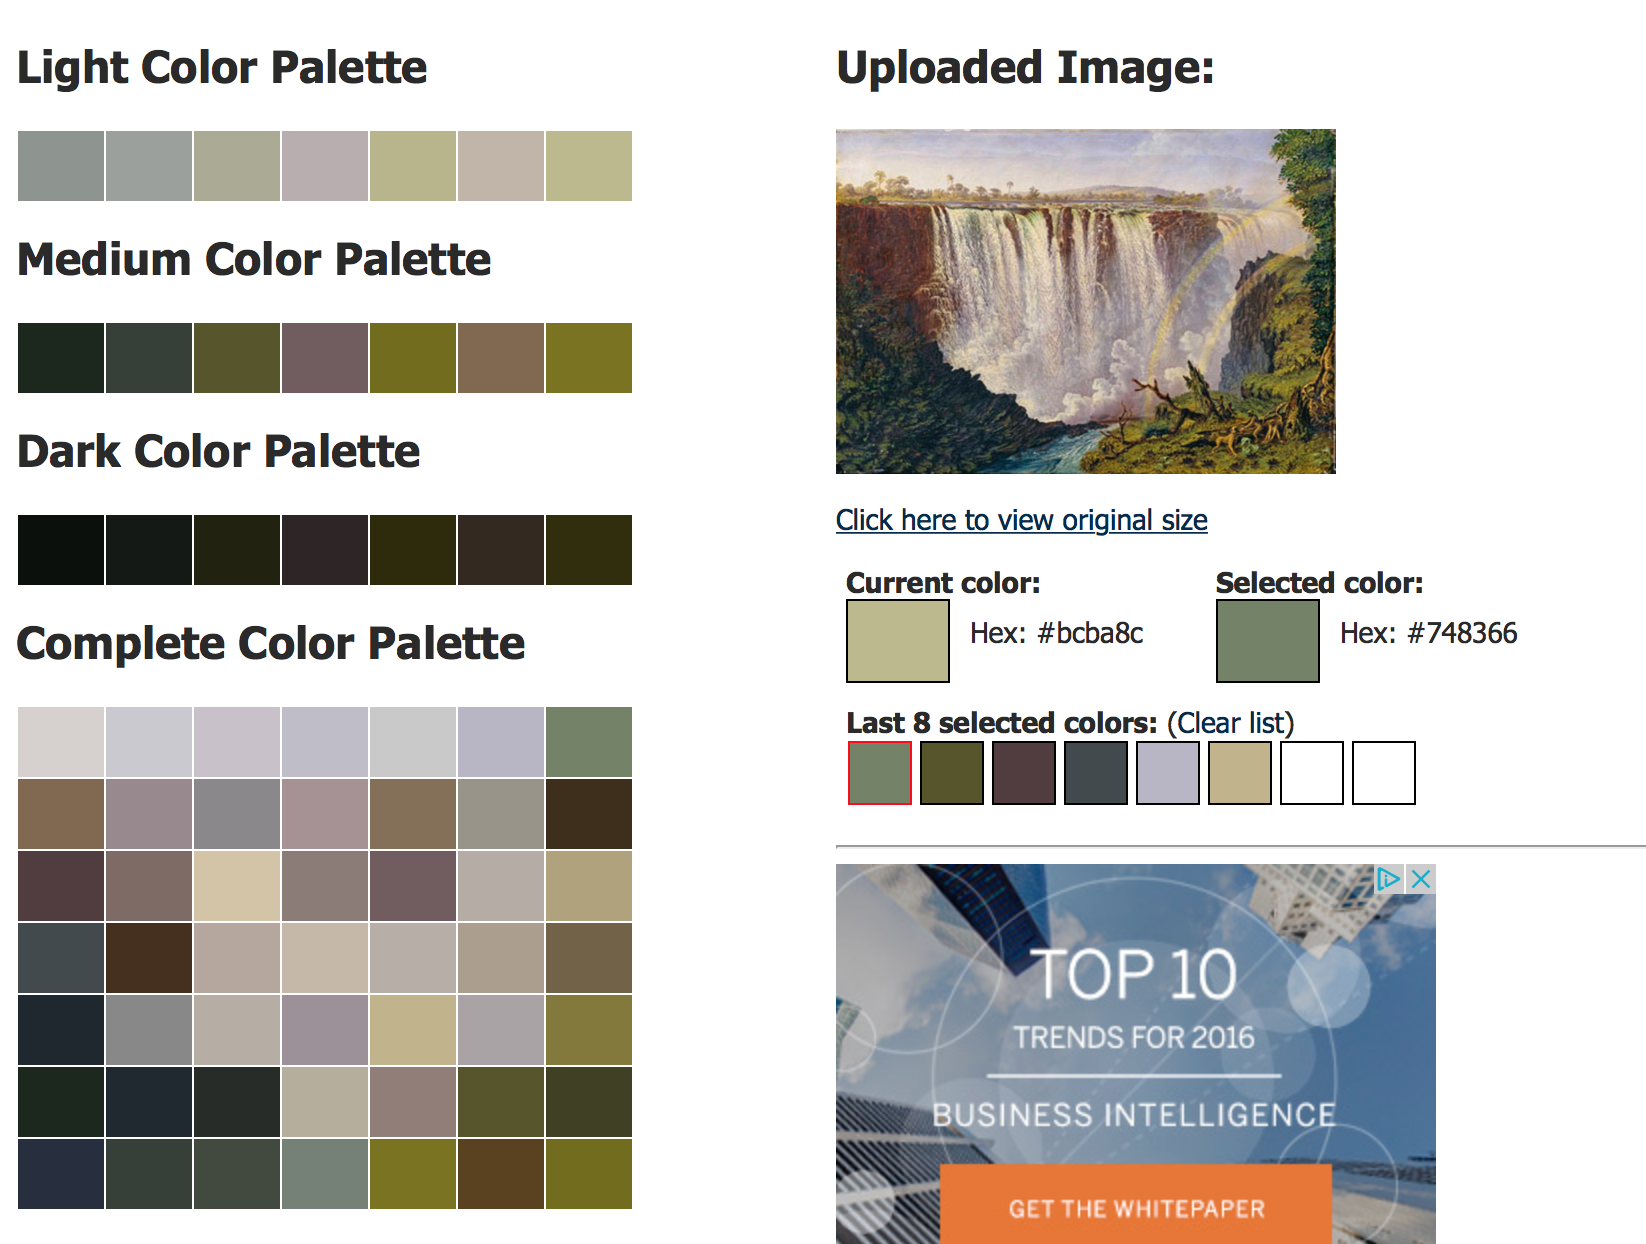 Light Color Palette
Medium Color Palette
Dark Color Palette
Complete Color Palette
Uploaded Image:
Click here to view original size
Current color:
Hex: #bcba8c
Selected color:
Hex: #748366
Last 8 selected colors: (Clear list)
TOP 10
TRENDS FOR 2016
BUSINESS INTELLIGENCE
GET THE WHITEPAPER